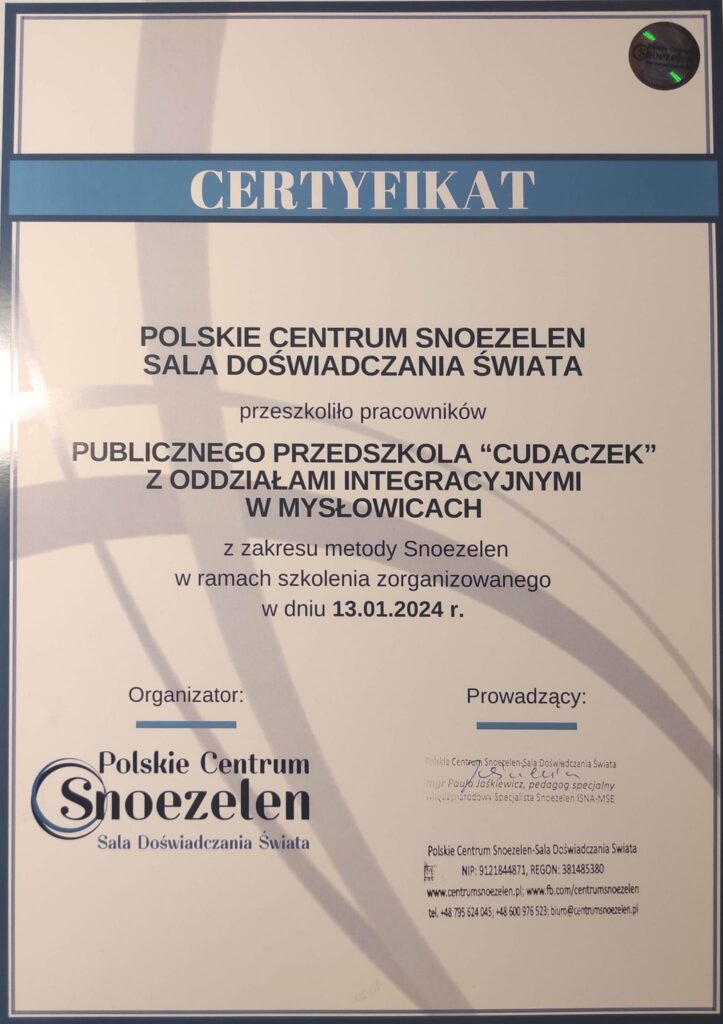 Polskie Centrum
Snoezelen
CERTYFIKAT
POLSKIE CENTRUM SNOEZELEN
SALA DOŚWIADCZANIA ŚWIATA
przeszkoliło pracowników
PUBLICZNEGO PRZEDSZKOLA “CUDACZEK”
Z ODDZIAŁAMI INTEGRACYJNYMI
W MYSŁOWICACH
z zakresu metody Snoezelen
w ramach szkolenia zorganizowanego
w dniu 13.01.2024 r.
Organizator:
Polskie Centrum
Snoezelen
Sala Doświadczania Świata
Prowadzący:
Polskie Centrum Snoezelen-Sala Doświadczania Świata
mgr Paula Jaśkiewicz, pedagog specjalny
Międzynarodowy Specjalista Snoezelen ISNA-MSE
Polskie Centrum Snoezelen-Sala Doświadczania Świata
NIP: 9121844871, REGON: 381485380
www.centrumsnoezelen.pl; www.fb.com/centrumsnoezelen
tel. +48 795 624 045; +48 600 976 523; biuro@centrumsnoezelen.pl